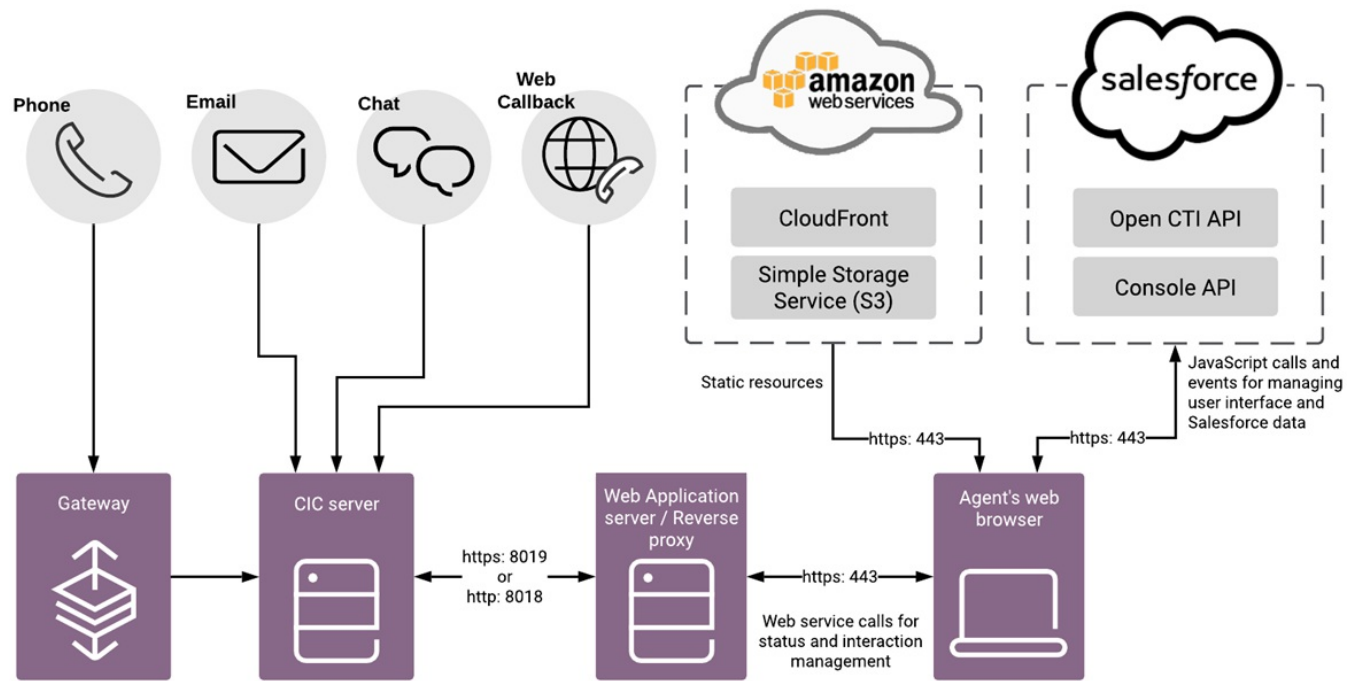 Phone
Email
Chat
Web
Callback
amazon
webservices
salesforce
CloudFront
Simple Storage
Service (S3)
Open CTI API
Console API
Static resources
JavaScript calls and
events for managing
user interface and
Salesforce data
https: 443
https: 443
Gateway
CIC server
Web Application
server / Reverse
proxy
Agent's web
browser
https: 8019
or
http: 8018
https: 443
Web service calls for
status and interaction
management